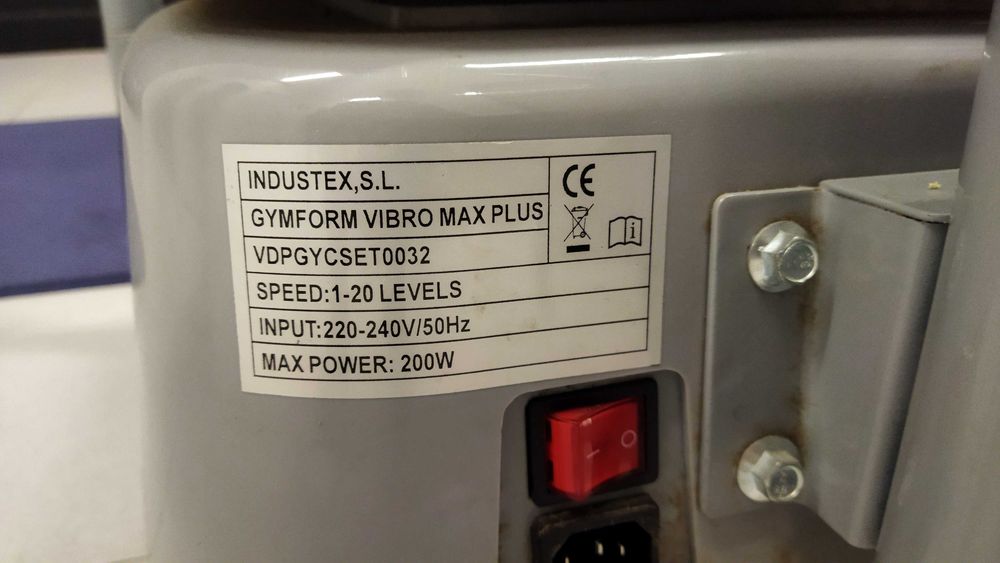 INDUSTEX,S.L.
GYMFORM VIBRO MAX PLUS
VDPGYCSET0032
SPEED:1-20 LEVELS
INPUT:220-240V/50Hz
MAX POWER: 200W
CE
i